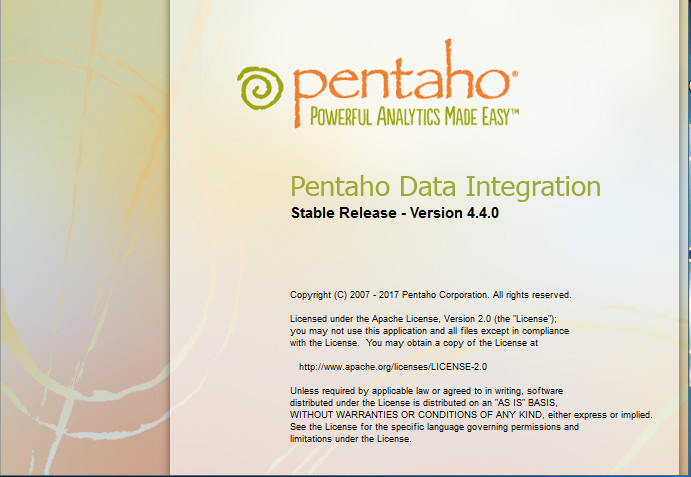 pentaho®
POWERFUL ANALYTICS MADE EASY™
Pentaho Data Integration
Stable Release - Version 4.4.0
Copyright (C) 2007 - 2017 Pentaho Corporation. All rights reserved.
Licensed under the Apache License, Version 2.0 (the "License");
you may not use this application and all files except in compliance
with the License.  You may obtain a copy of the License at
http://www.apache.org/licenses/LICENSE-2.0
Unless required by applicable law or agreed to in writing, software
distributed under the License is distributed on an "AS IS" BASIS,
WITHOUT WARRANTIES OR CONDITIONS OF ANY KIND, either express or implied.
See the License for the specific language governing permissions and
limitations under the License.